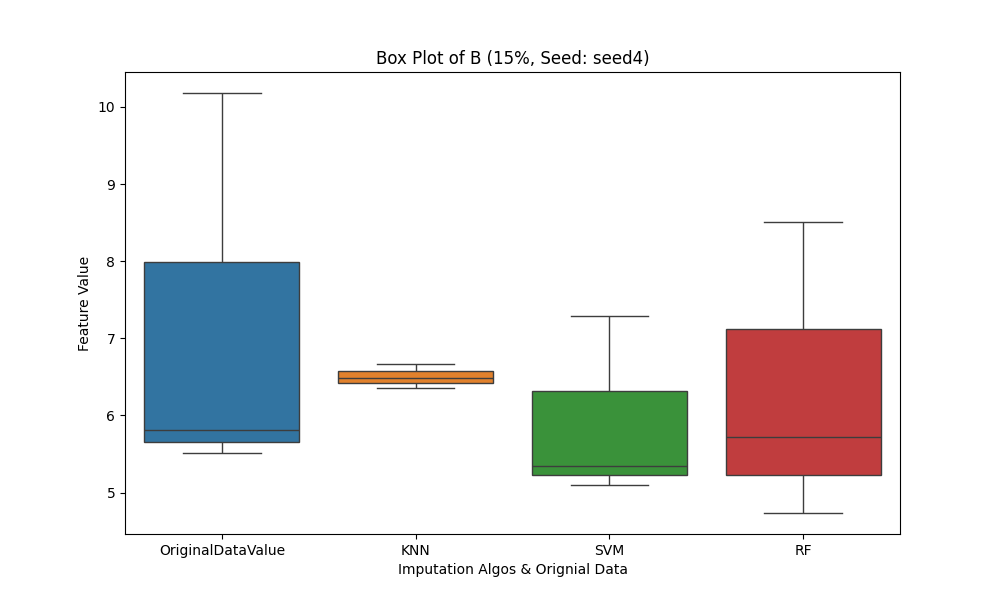 Box Plot of B (15%, Seed: seed4)
Feature Value
10
9
8
7
6
5
OriginalDataValue
KNN
SVM
RF
Imputation Algos & Orignial Data